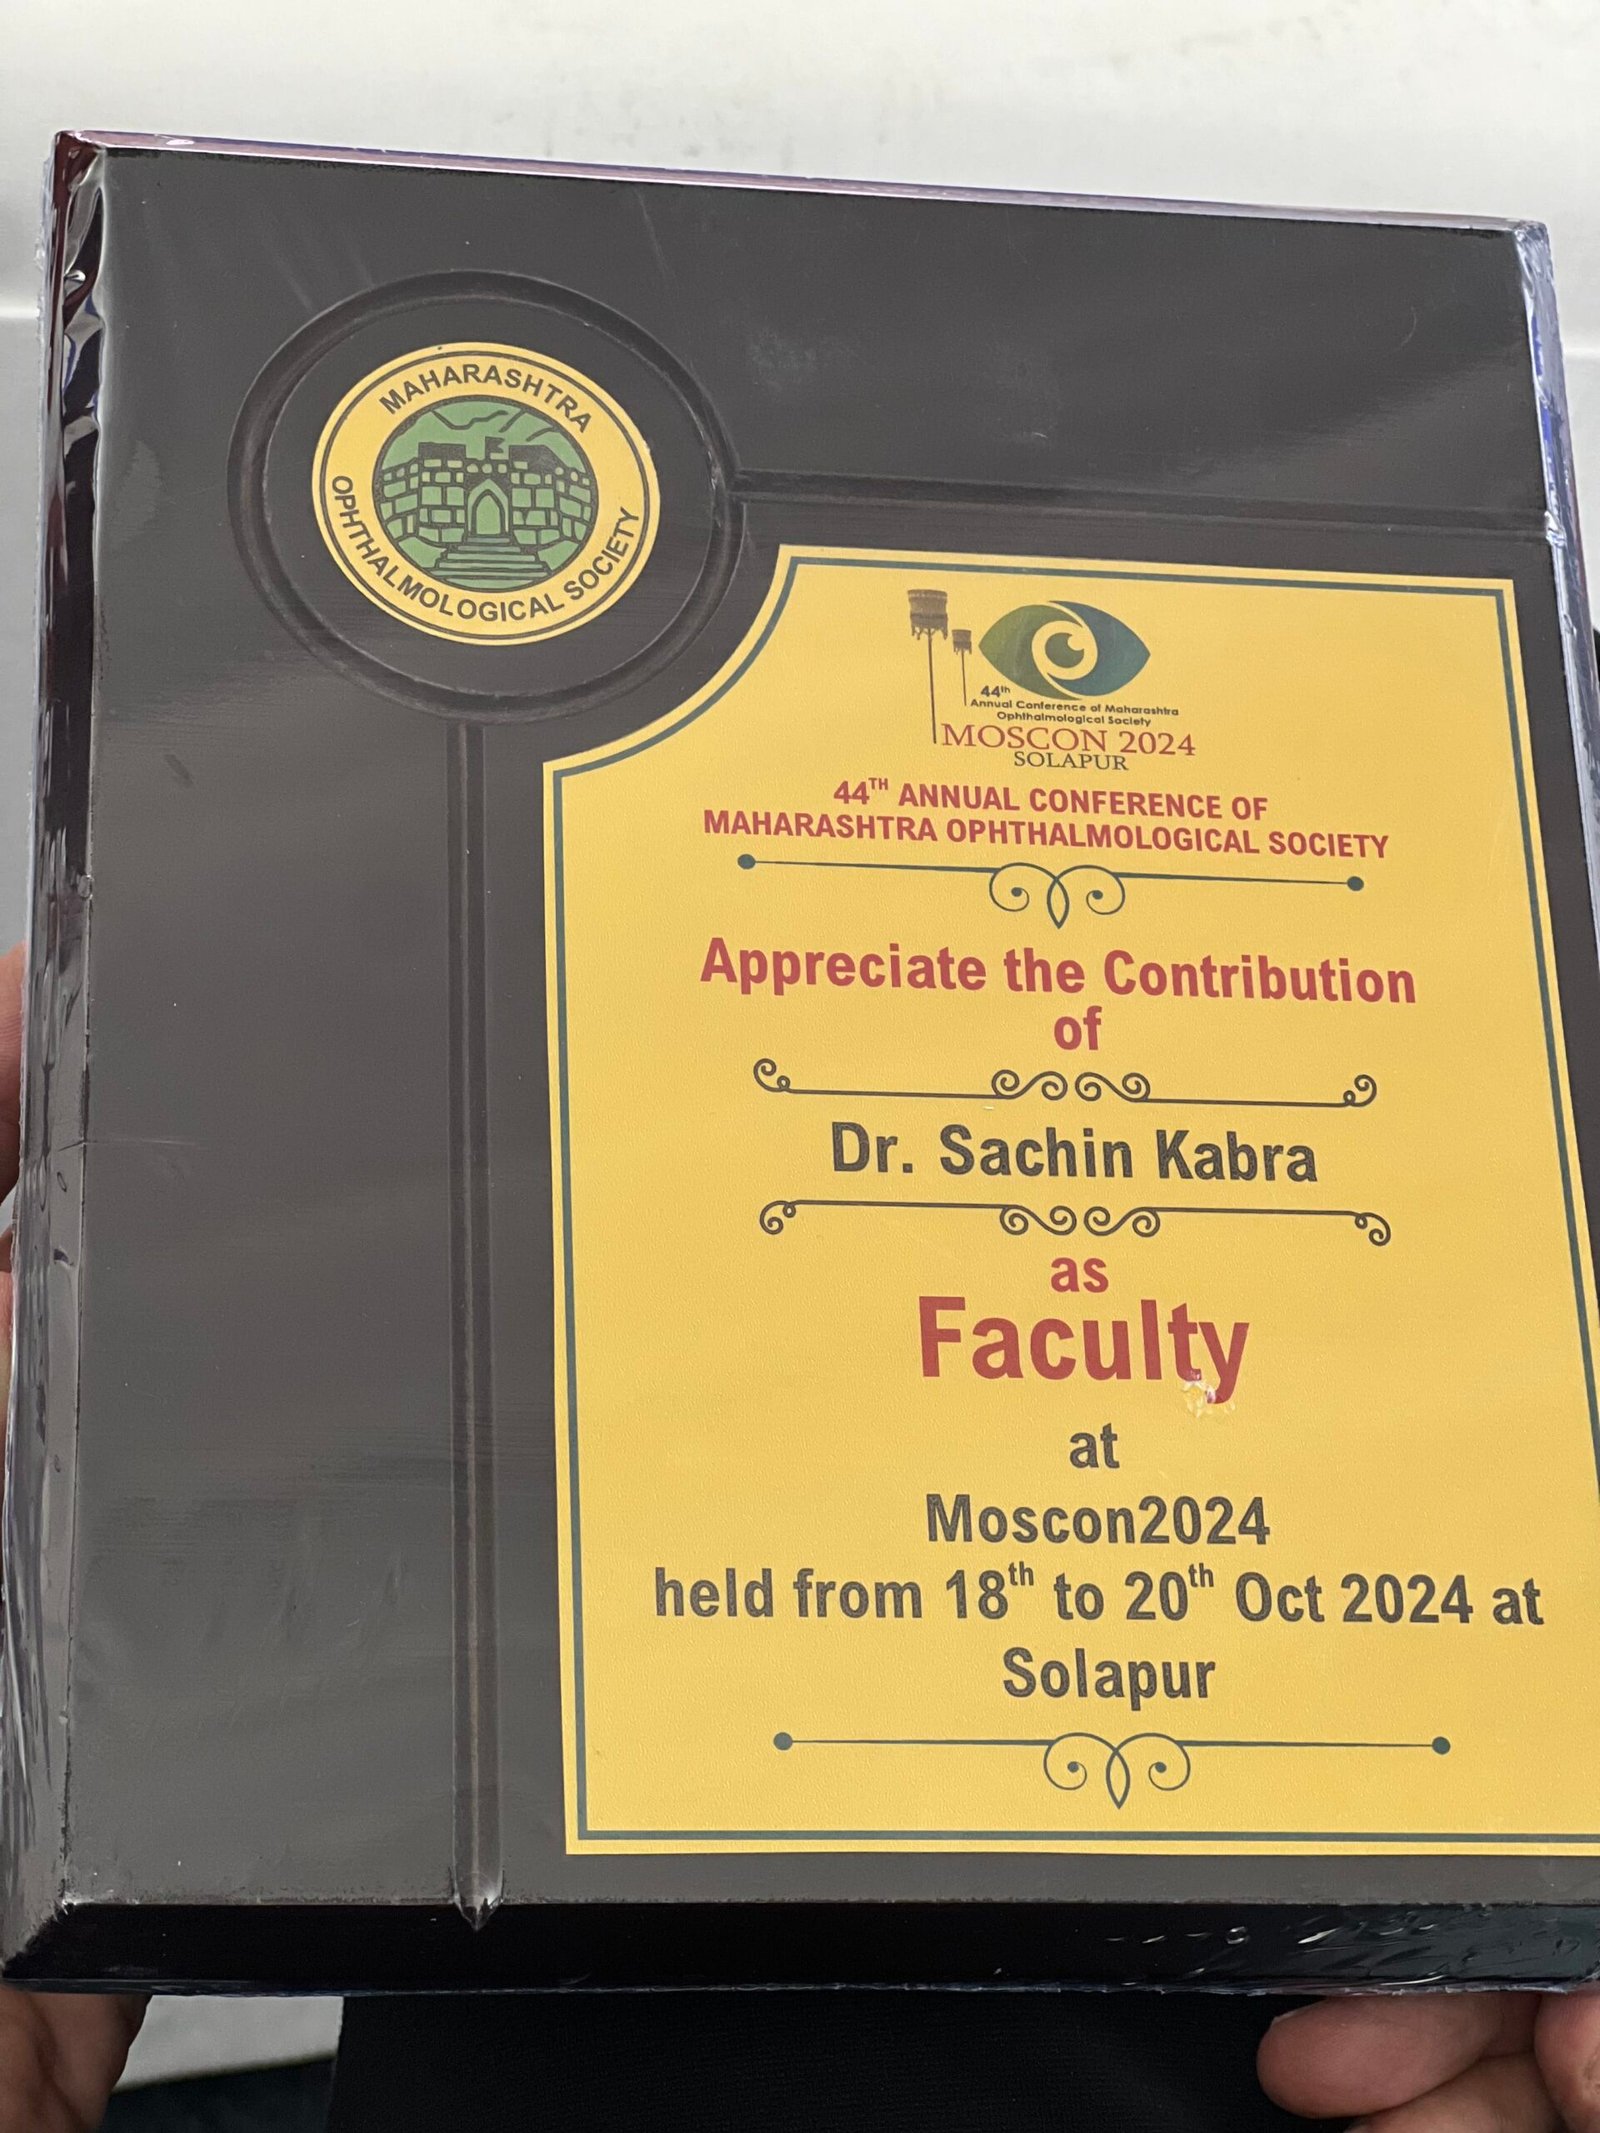 MAHARASHTRA
OPHTHALMOLOGICAL SOCIETY
44th
Annual Conference of Maharashtra
Ophthalmological Society
MOSCON 2024
SOLAPUR
44TH ANNUAL CONFERENCE OF
MAHARASHTRA OPHTHALMOLOGICAL SOCIETY
Appreciate the Contribution
of
Dr. Sachin Kabra
as
Faculty
at
Moscon2024
held from 18th to 20th Oct 2024 at
Solapur